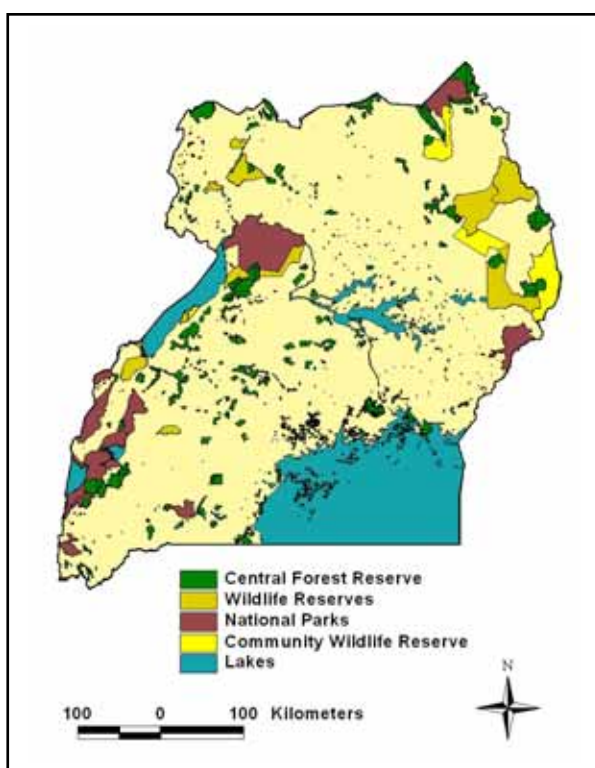 Central Forest Reserve
Wildlife Reserves
National Parks
Community Wildlife Reserve
Lakes
N
100 0 100 Kilometers